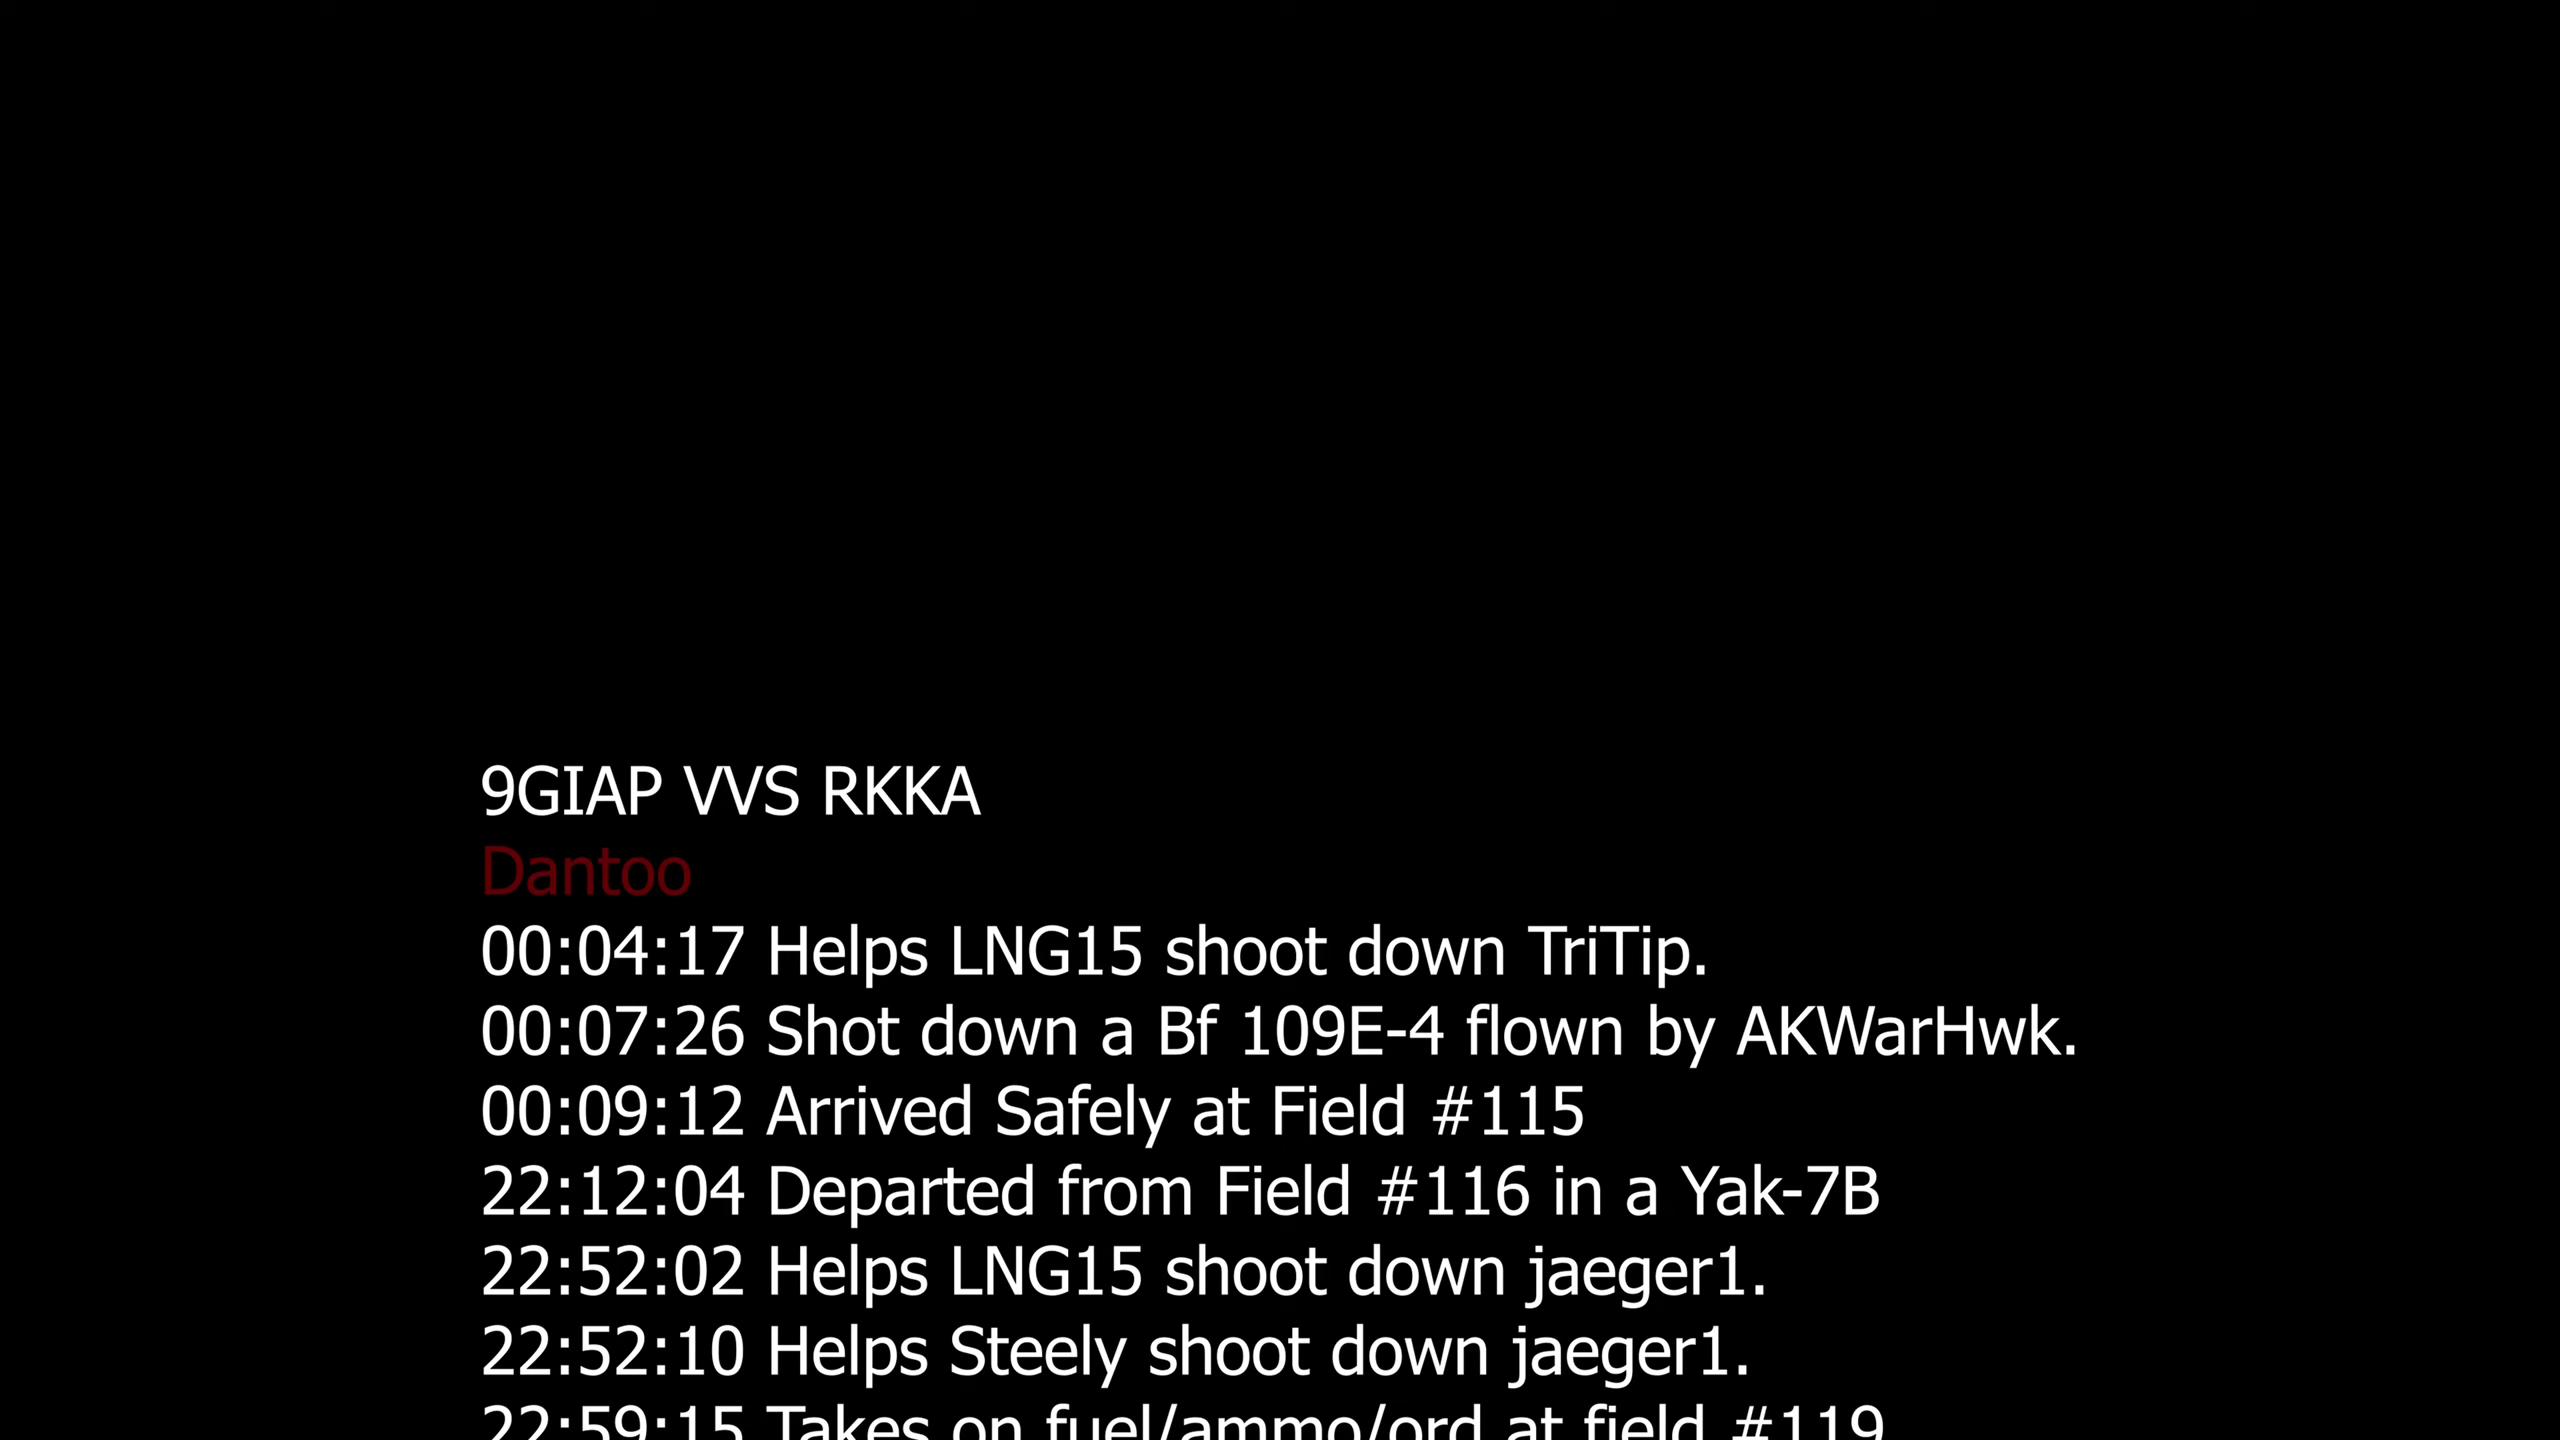 9GIAP VVS RKKA
Dantoo
00:04:17 Helps LNG15 shoot down TriTip.
00:07:26 Shot down a Bf 109E-4 flown by AKWarHwk.
00:09:12 Arrived Safely at Field #115
22:12:04 Departed from Field #116 in a Yak-7B
22:52:02 Helps LNG15 shoot down jaeger1.
22:52:10 Helps Steely shoot down jaeger1.
22:59:15 Takes on fuel/ammo/ord at field #119